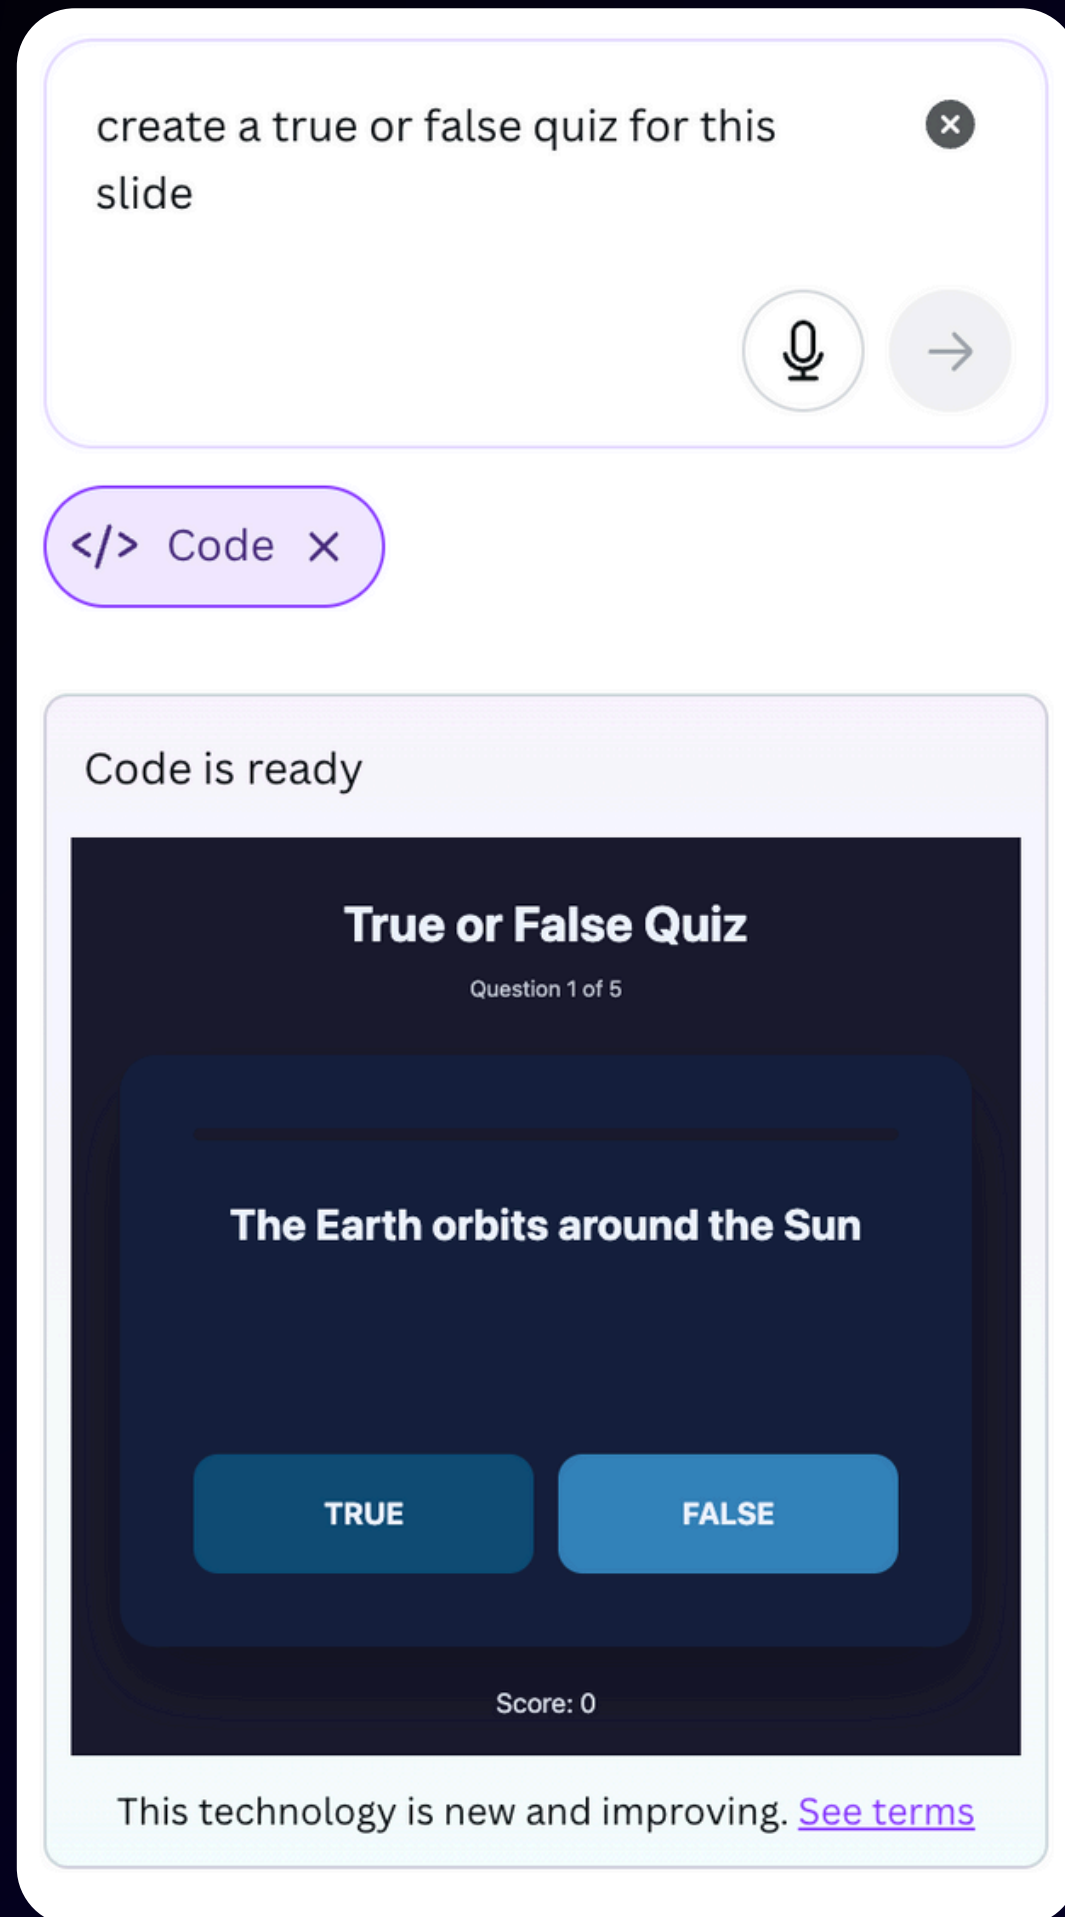 create a true or false quiz for this
slide
</> Code
Code is ready
True or False Quiz
Question 1 of 5
The Earth orbits around the Sun
TRUE
FALSE
Score: 0
This technology is new and improving. See terms